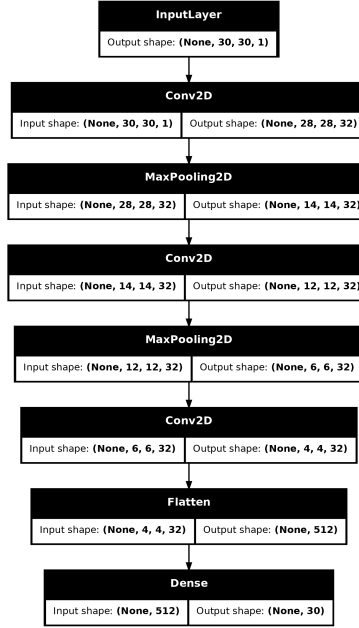 InputLayer
Output shape: (None, 30, 30, 1)
Conv2D
Input shape: (None, 30, 30, 1) Output shape: (None, 28, 28, 32)
MaxPooling2D
Input shape: (None, 28, 28, 32) Output shape: (None, 14, 14, 32)
Conv2D
Input shape: (None, 14, 14, 32) Output shape: (None, 12, 12, 32)
MaxPooling2D
Input shape: (None, 12, 12, 32) Output shape: (None, 6, 6, 32)
Conv2D
Input shape: (None, 6, 6, 32) Output shape: (None, 4, 4, 32)
Flatten
Input shape: (None, 4, 4, 32) Output shape: (None, 512)
Dense
Input shape: (None, 512) Output shape: (None, 30)